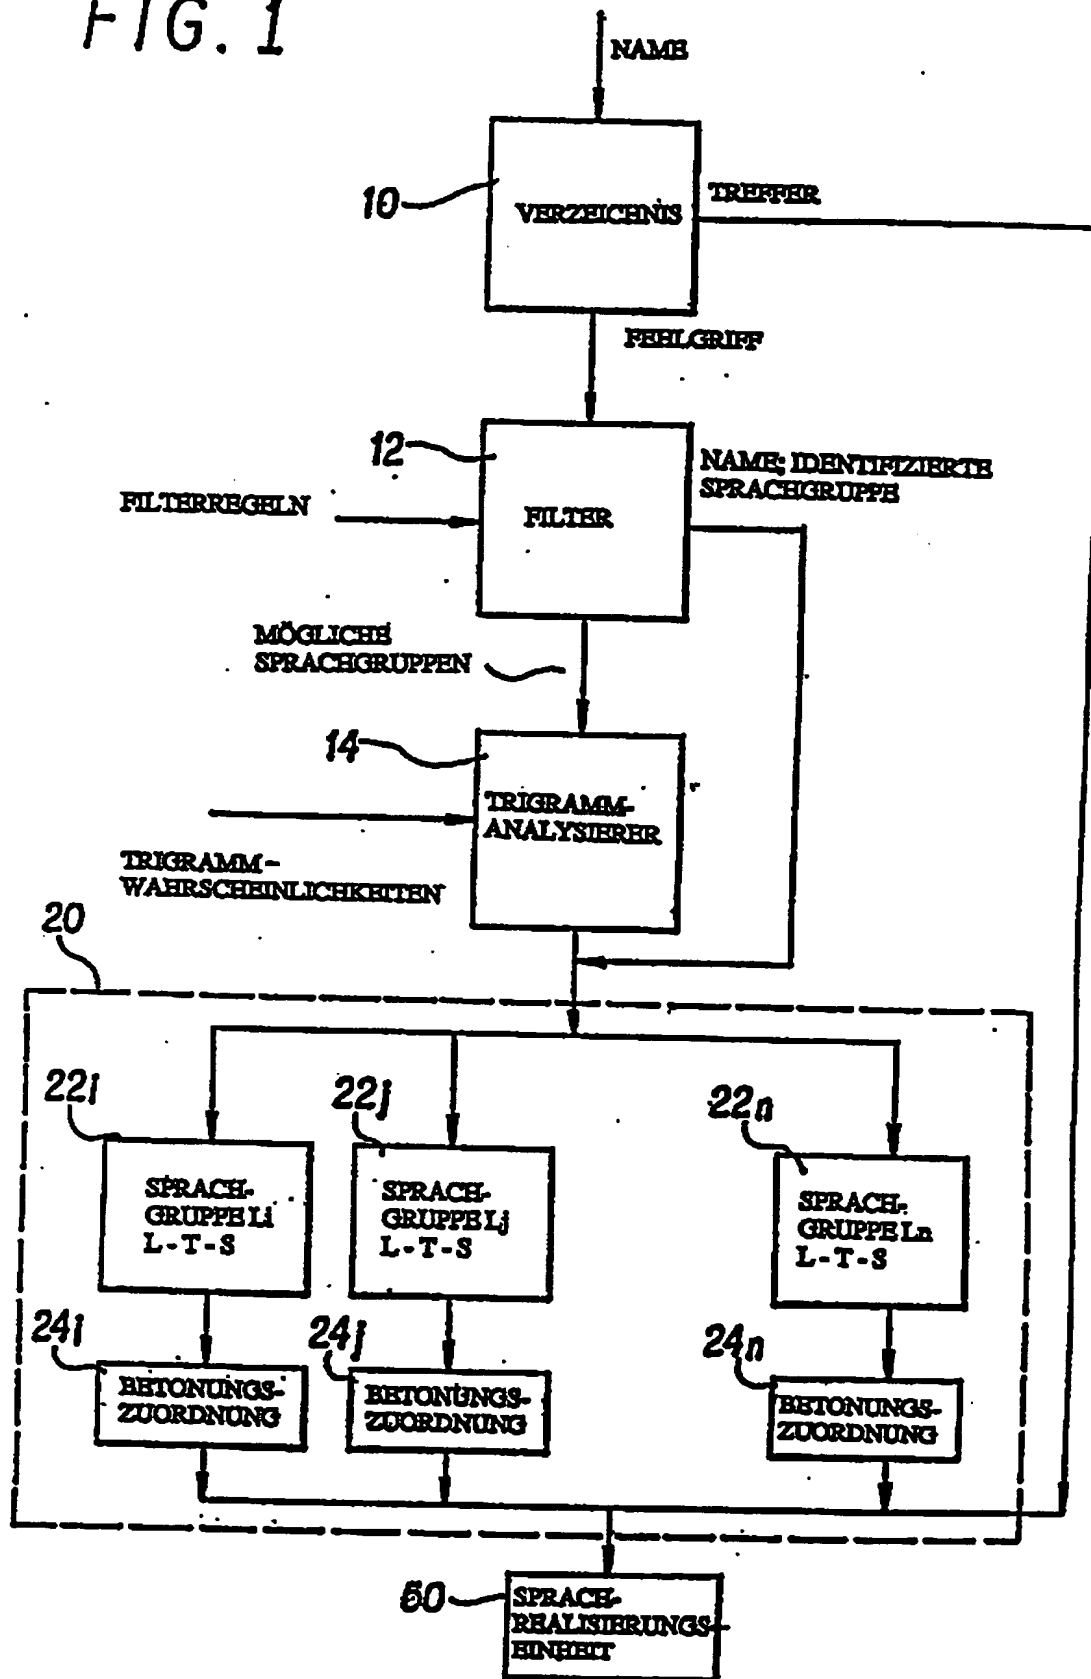 FIG. 1
NAME
10
VERZEICHNIS
TREFFER
FEHLGRIFF
12
FILTER
NAME; IDENTIFIZIERTE
SPRACHGRUPPE
FILTERREGELN
MÖGLICHE
SPRACHGRUPPEN
14
TRIGRAMM-
ANALYSIERER
TRIGRAMM-
WAHRSCHEINLICHKEITEN
20
22i
22j
22n
SPRACH-
GRUPPE Li
L-T-S
SPRACH-
GRUPPE Lj
L-T-S
SPRACH-
GRUPPE Ln
L-T-S
24i
24j
24n
BETONUNGS-
ZUORDNUNG
BETONUNGS-
ZUORDNUNG
BETONUNGS-
ZUORDNUNG
50
SPRACH-
REALISIERUNGS-
EINHEIT